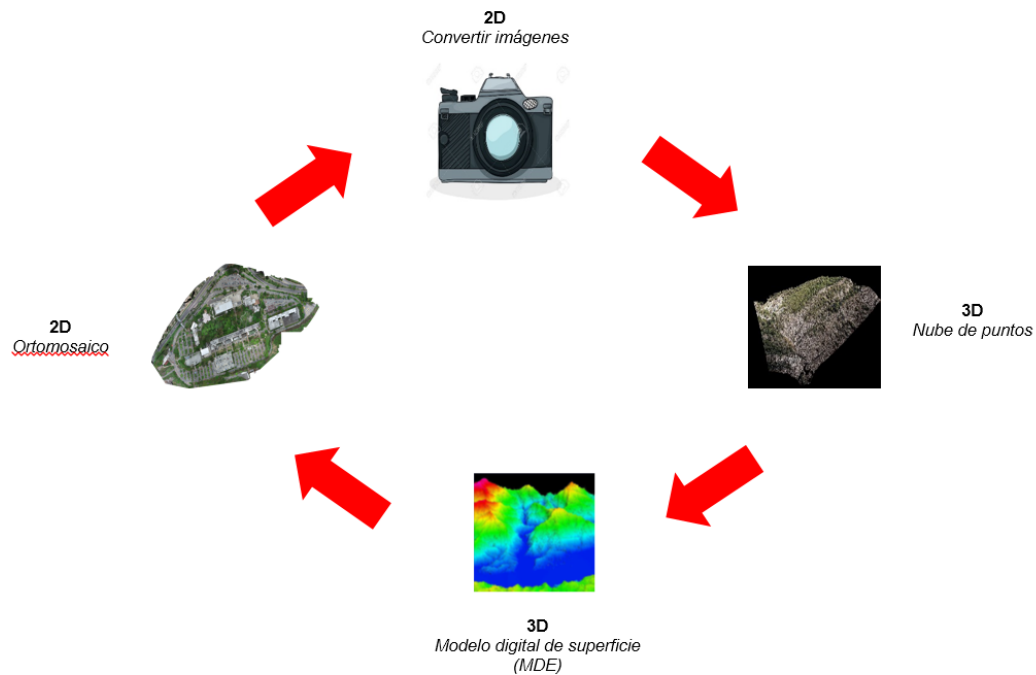 2D
Convertir imágenes
3D
Nube de puntos
3D
Modelo digital de superficie
(MDE)
2D
Ortomosaico